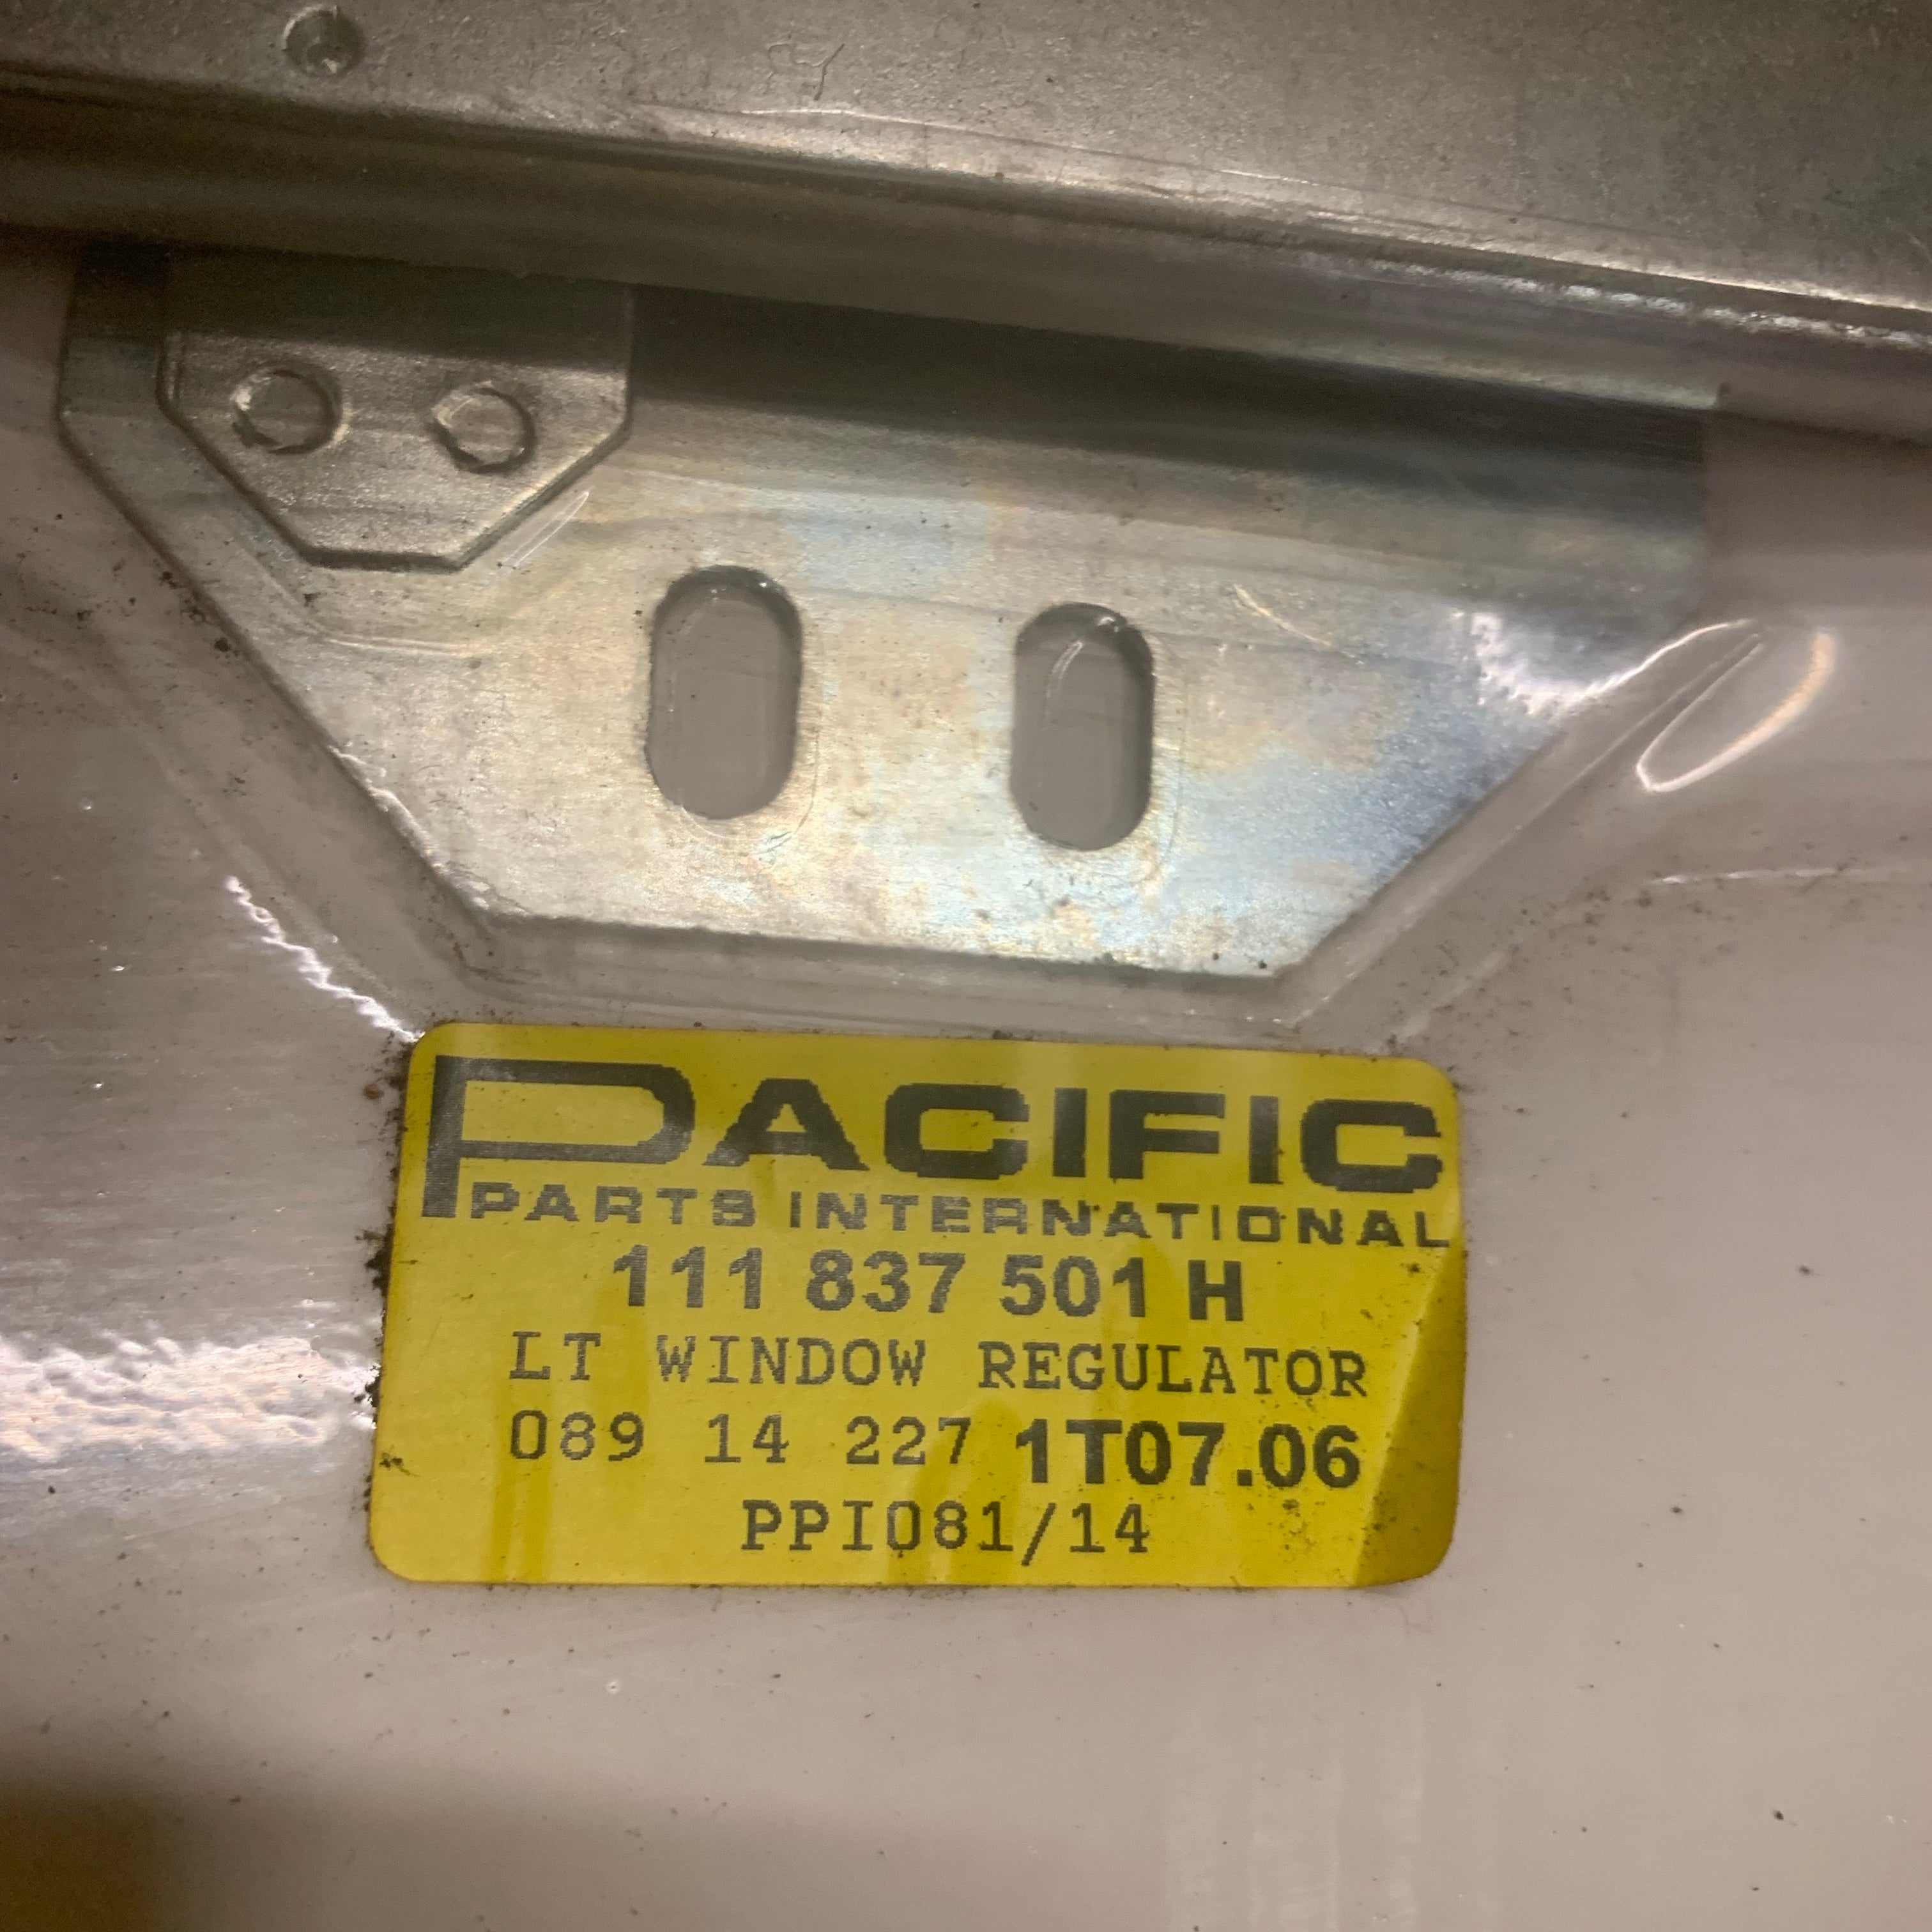 PACIFIC
PARTS INTERNATIONAL
111 837 501 H
LT WINDOW REGULATOR
089 14 227 1T07.06
PPI081/14